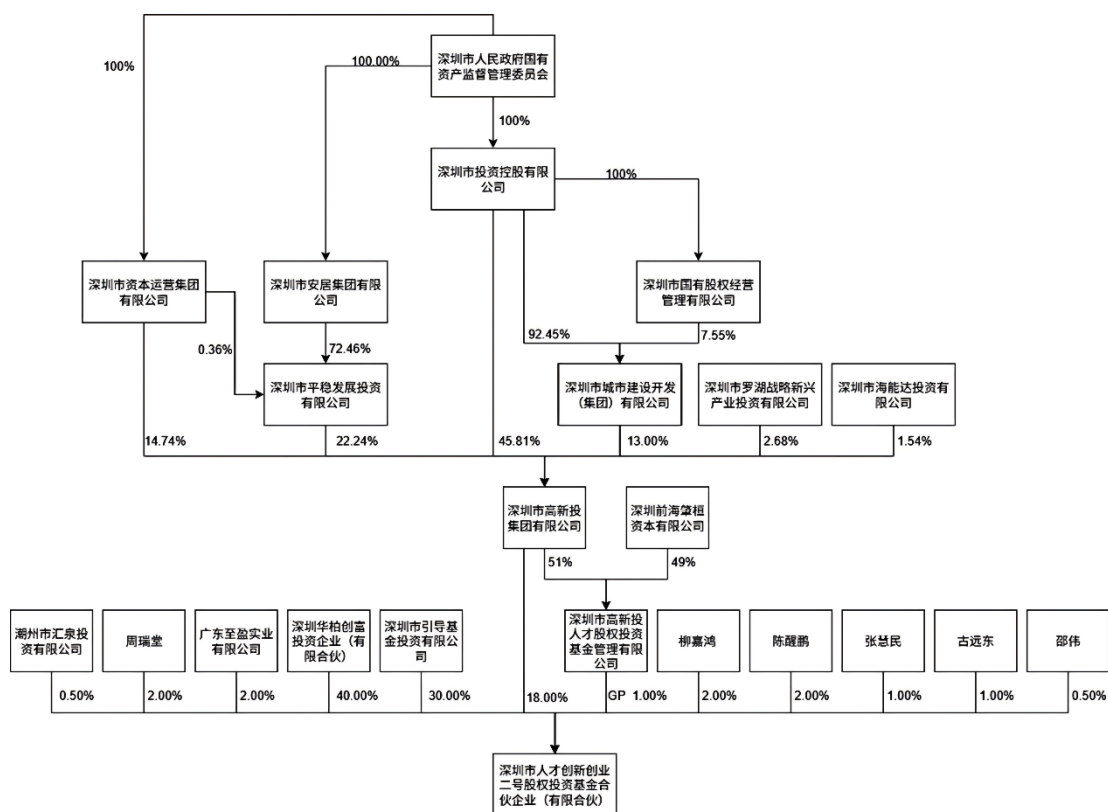 深圳市人民政府国有
资产监督管理委员会
100%
100.00%
100%
深圳市投资控股有限
公司
100%
深圳市资本运营集团
有限公司
深圳市安居集团有限
公司
深圳市国有股权经营
管理有限公司
0.36%
72.46%
92.45%
7.55%
深圳市平稳发展投资
有限公司
深圳市城市建设开发
（集团）有限公司
深圳市罗湖战略新兴
产业投资有限公司
深圳市海能达投资有
限公司
14.74%
22.24%
45.81%
13.00%
2.68%
1.54%
深圳市高新投
集团有限公司
深圳前海肇桓
资本有限公司
51%
49%
潮州市汇泉投
资有限公司
周瑞堂
广东至盈实业
有限公司
深圳华柏创富
投资企业（有
限合伙）
深圳市引导基
金投资有限公
司
深圳市高新投
人才股权投资
基金管理有限
公司
柳嘉鸿
陈醒鹏
张慧民
古远东
邵伟
0.50%
2.00%
2.00%
40.00%
30.00%
18.00%
GP 1.00%
2.00%
2.00%
1.00%
1.00%
0.50%
深圳市人才创新创业
二号股权投资基金合
伙企业（有限合伙）